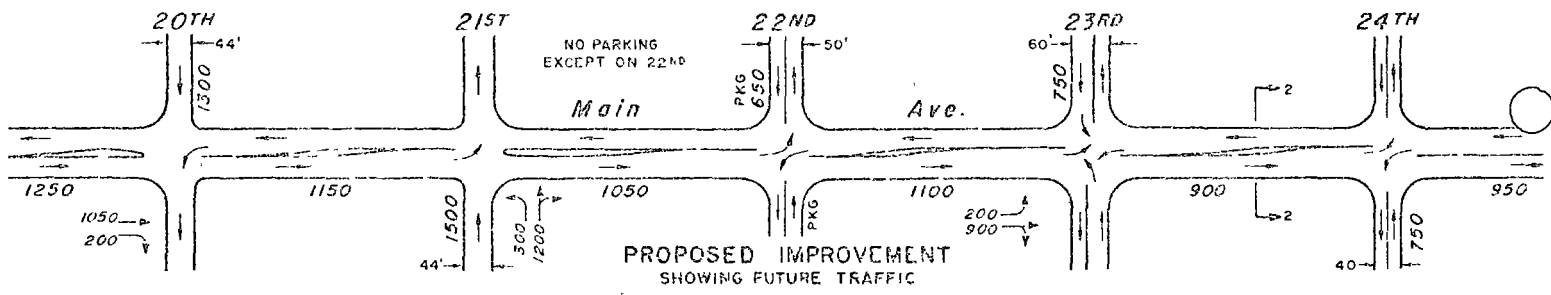 20TH 21ST 22ND 23RD 24TH
44' NO PARKING 50' 60'
EXCEPT ON 22ND
1300 PKG 650 750 2
Main Ave.
1250 1150 1050 1100 900 950
1050 200 1500 300 1200 PKG 200 900 2 750
44' 40
PROPOSED IMPROVEMENT
SHOWING FUTURE TRAFFIC